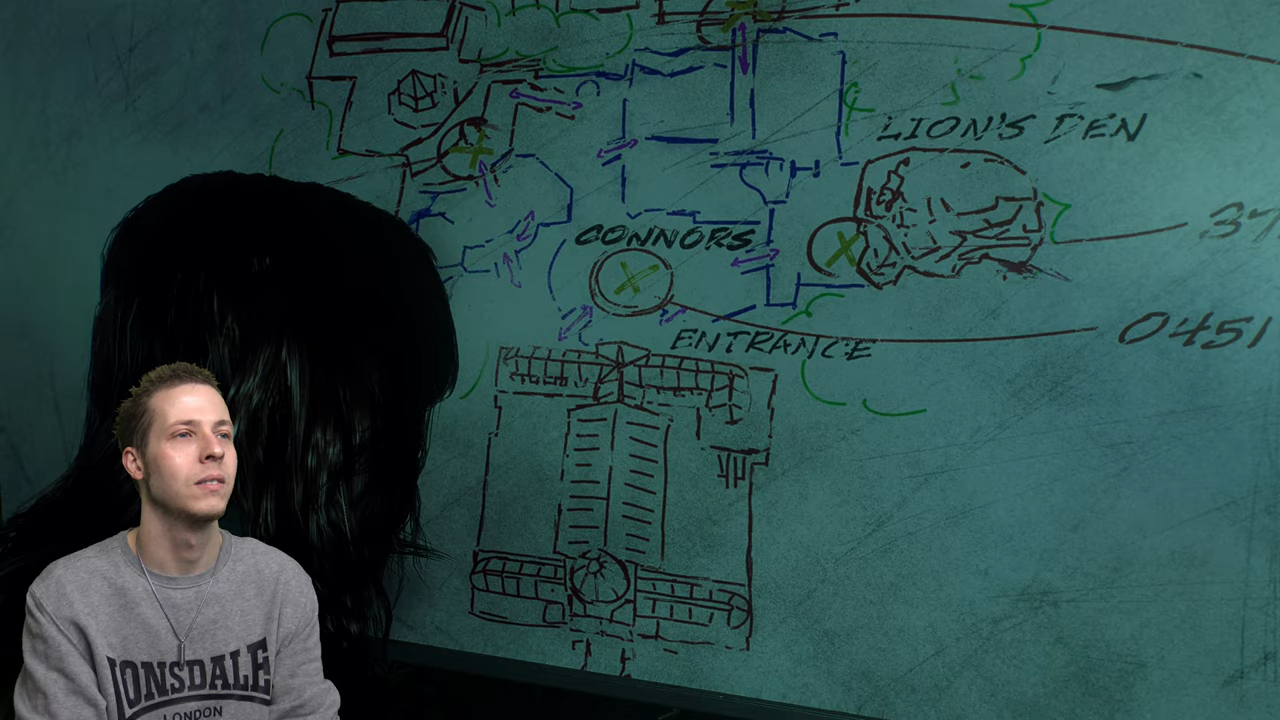 LION'S DEN
37
CONNORS
0451
ENTRANCE
LONSDALE
LONDON